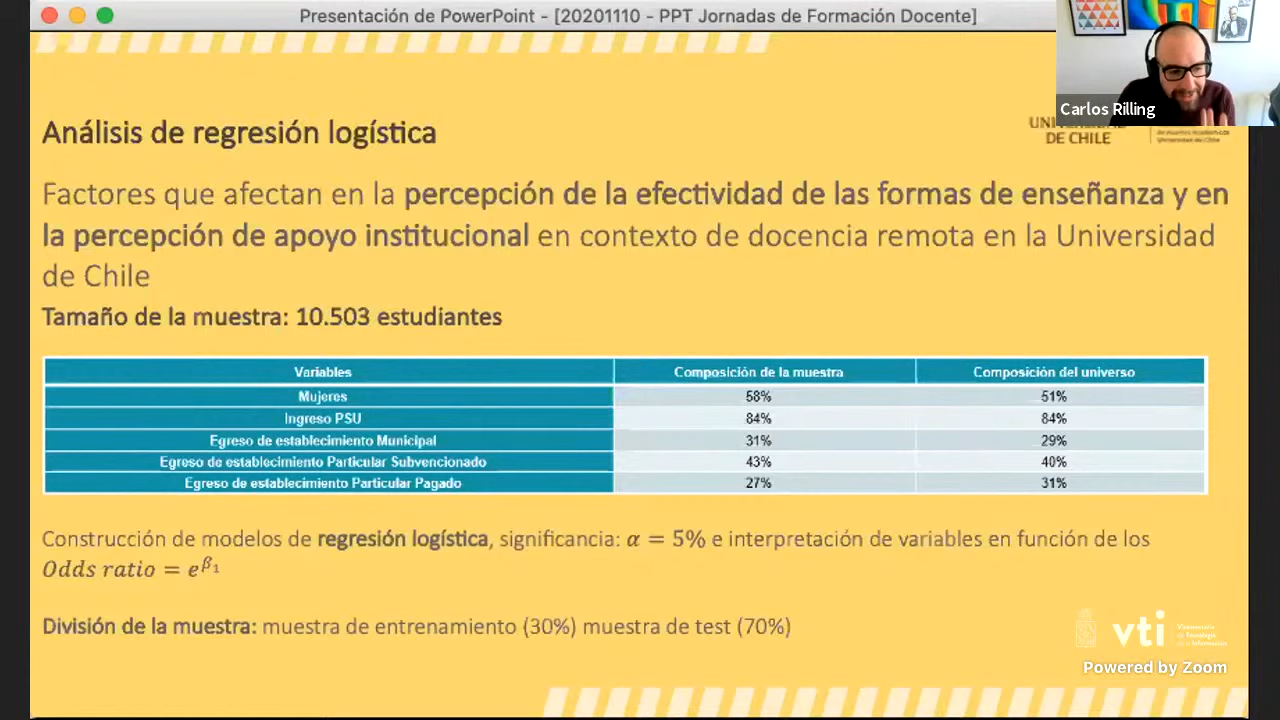 Presentación de PowerPoint - [20201110 - PPT Jornadas de Formación Docente]
Carlos Rilling
DE CHILE
Universidad de Chile
Análisis de regresión logística
Factores que afectan en la percepción de la efectividad de las formas de enseñanza y en
la percepción de apoyo institucional en contexto de docencia remota en la Universidad
de Chile
Tamaño de la muestra: 10.503 estudiantes
Variables Composición de la muestra Composición del universo
Mujeres 58% 51%
Ingreso PSU 84% 84%
Egreso de establecimiento Municipal 31% 29%
Egreso de establecimiento Particular Subvencionado 43% 40%
Egreso de establecimiento Particular Pagado 27% 31%
Construcción de modelos de regresión logística, significancia: α = 5% e interpretación de variables en función de los
Odds ratio = e^β₁
División de la muestra: muestra de entrenamiento (30%) muestra de test (70%)
vti
Powered by Zoom